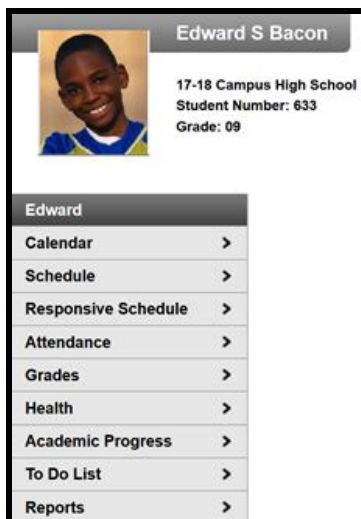 Edward S Bacon
17-18 Campus High School
Student Number: 633
Grade: 09
Edward
Calendar
Schedule
Responsive Schedule
Attendance
Grades
Health
Academic Progress
To Do List
Reports